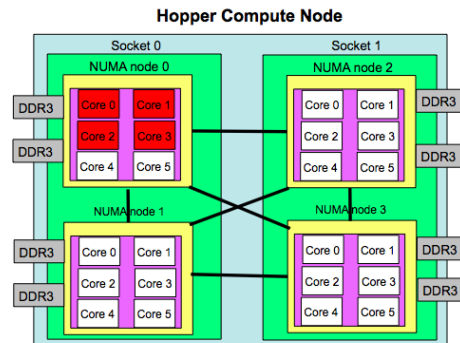 Hopper Compute Node
Socket 0
Socket 1
NUMA node 0
NUMA node 2
DDR3
Core 0 Core 1
Core 0 Core 1
DDR3
Core 2 Core 3
Core 2 Core 3
DDR3
DDR3
Core 4 Core 5
Core 4 Core 5
NUMA node 1
NUMA node 3
DDR3
Core 0 Core 1
Core 0 Core 1
DDR3
Core 2 Core 3
Core 2 Core 3
DDR3
DDR3
Core 4 Core 5
Core 4 Core 5